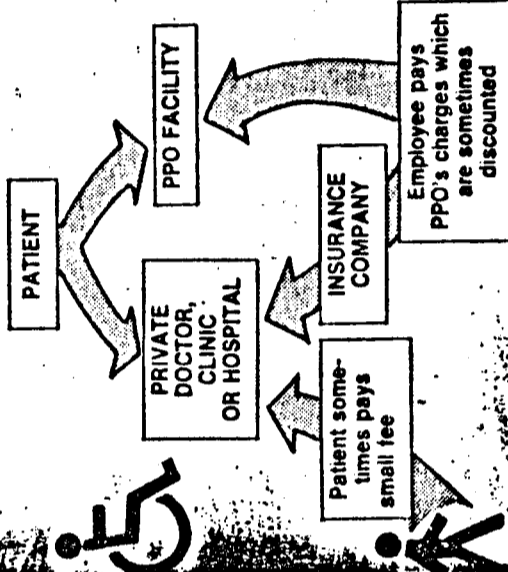 PATIENT
PRIVATE
DOCTOR,
CLINIC
OR HOSPITAL
PPO FACILITY
Patient some-
times pays
small fee
INSURANCE
COMPANY
Employee pays
PPO's charges which
are sometimes
discounted